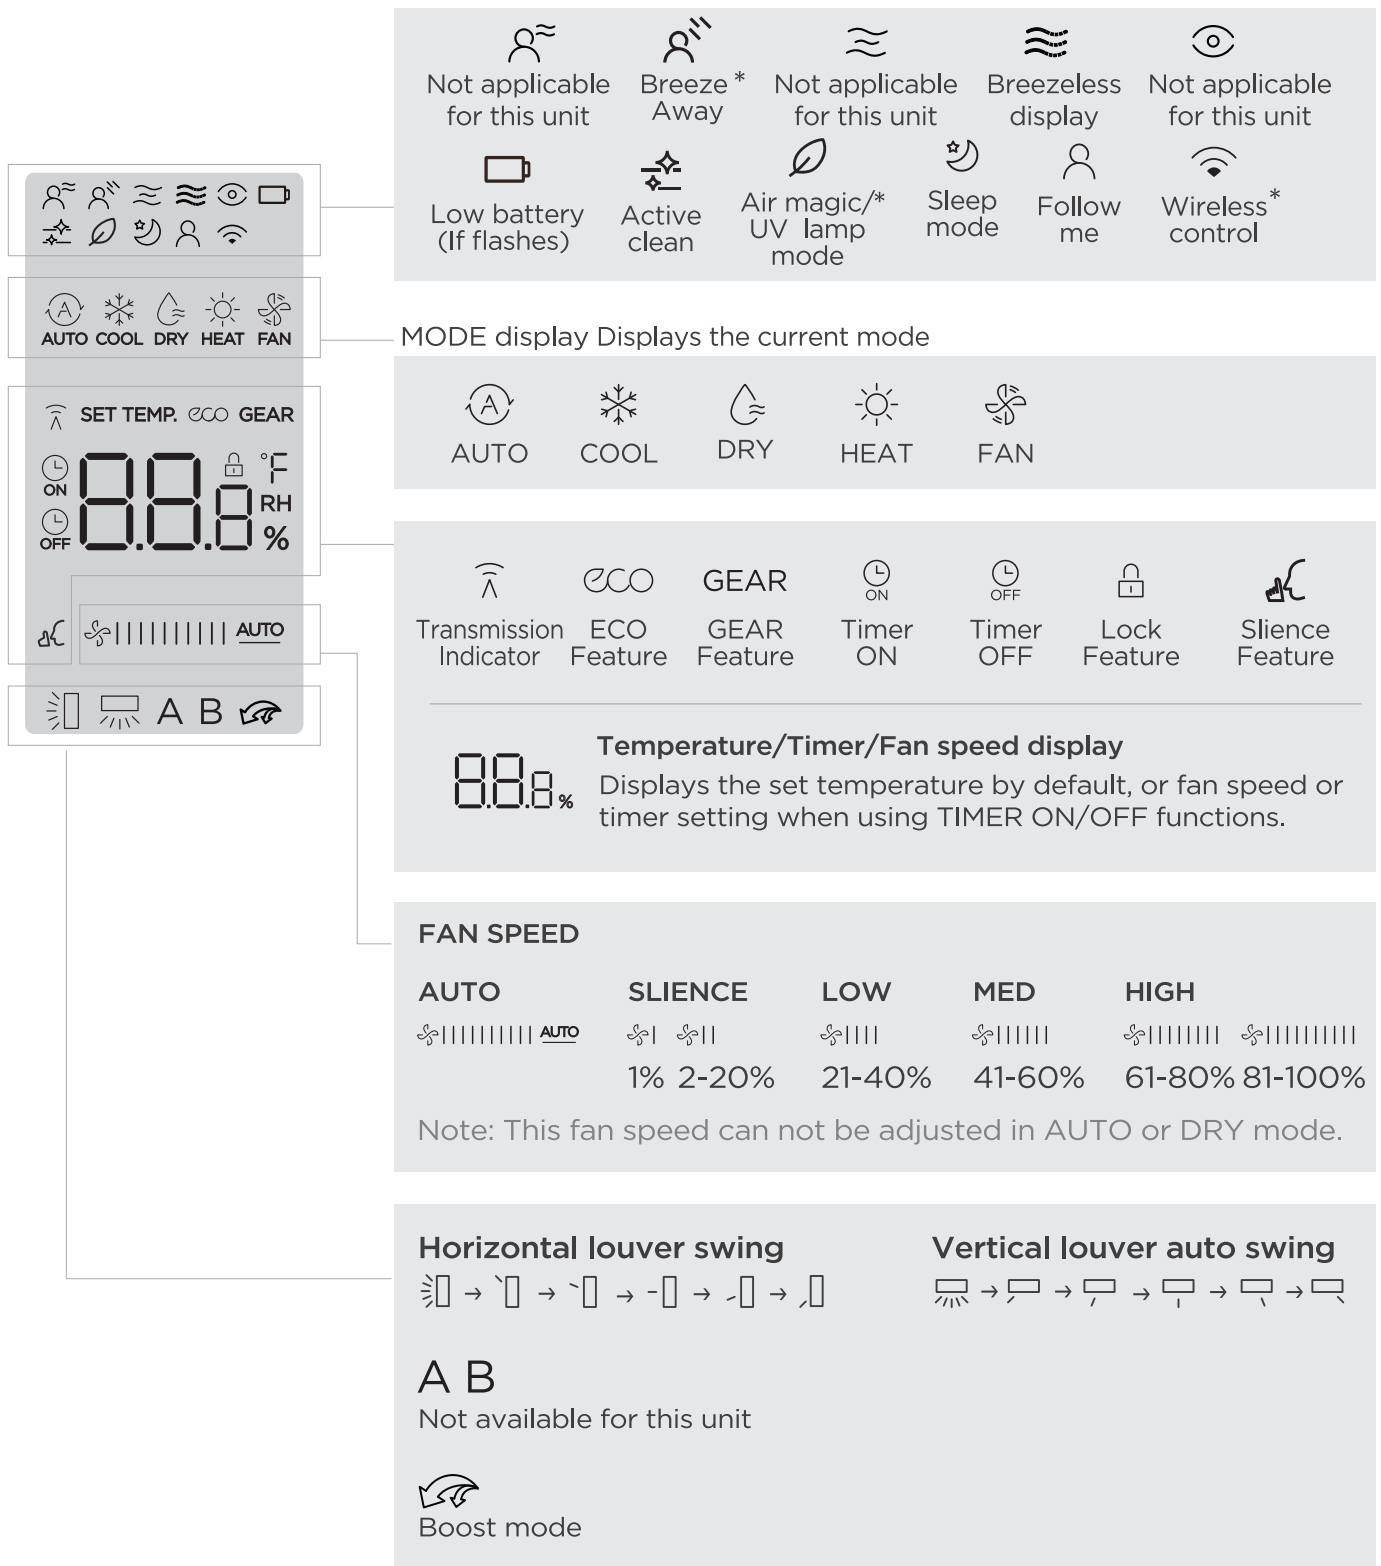 Not applicable
for this unit
Breeze *
Away
Not applicable
for this unit
Breezeless
display
Not applicable
for this unit
Low battery
(If flashes)
Active
clean
Air magic/*
UV lamp
mode
Sleep
mode
Follow
me
Wireless*
control
A
AUTO COOL DRY HEAT FAN
MODE display Displays the current mode
A
AUTO COOL DRY HEAT FAN
SET TEMP. eco GEAR
ON
OFF
88.8
°F
RH
%
AUTO
A B
eco GEAR ON OFF
Transmission
Indicator
ECO
Feature
GEAR
Feature
Timer
ON
Timer
OFF
Lock
Feature
Slience
Feature
88.8%
Temperature/Timer/Fan speed display
Displays the set temperature by default, or fan speed or
timer setting when using TIMER ON/OFF functions.
FAN SPEED
AUTO SLIENCE LOW MED HIGH
AUTO
1% 2-20% 21-40% 41-60% 61-80% 81-100%
Note: This fan speed can not be adjusted in AUTO or DRY mode.
Horizontal louver swing
Vertical louver auto swing
A B
Not available for this unit
Boost mode